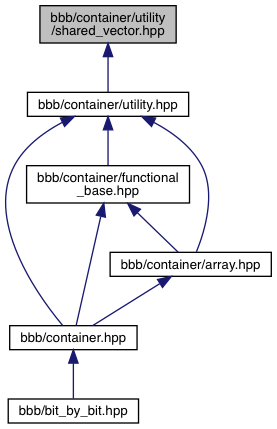 bbb/container/utility
/shared_vector.hpp
bbb/container/utility.hpp
bbb/container/functional
_base.hpp
bbb/container/array.hpp
bbb/container.hpp
bbb/bit_by_bit.hpp